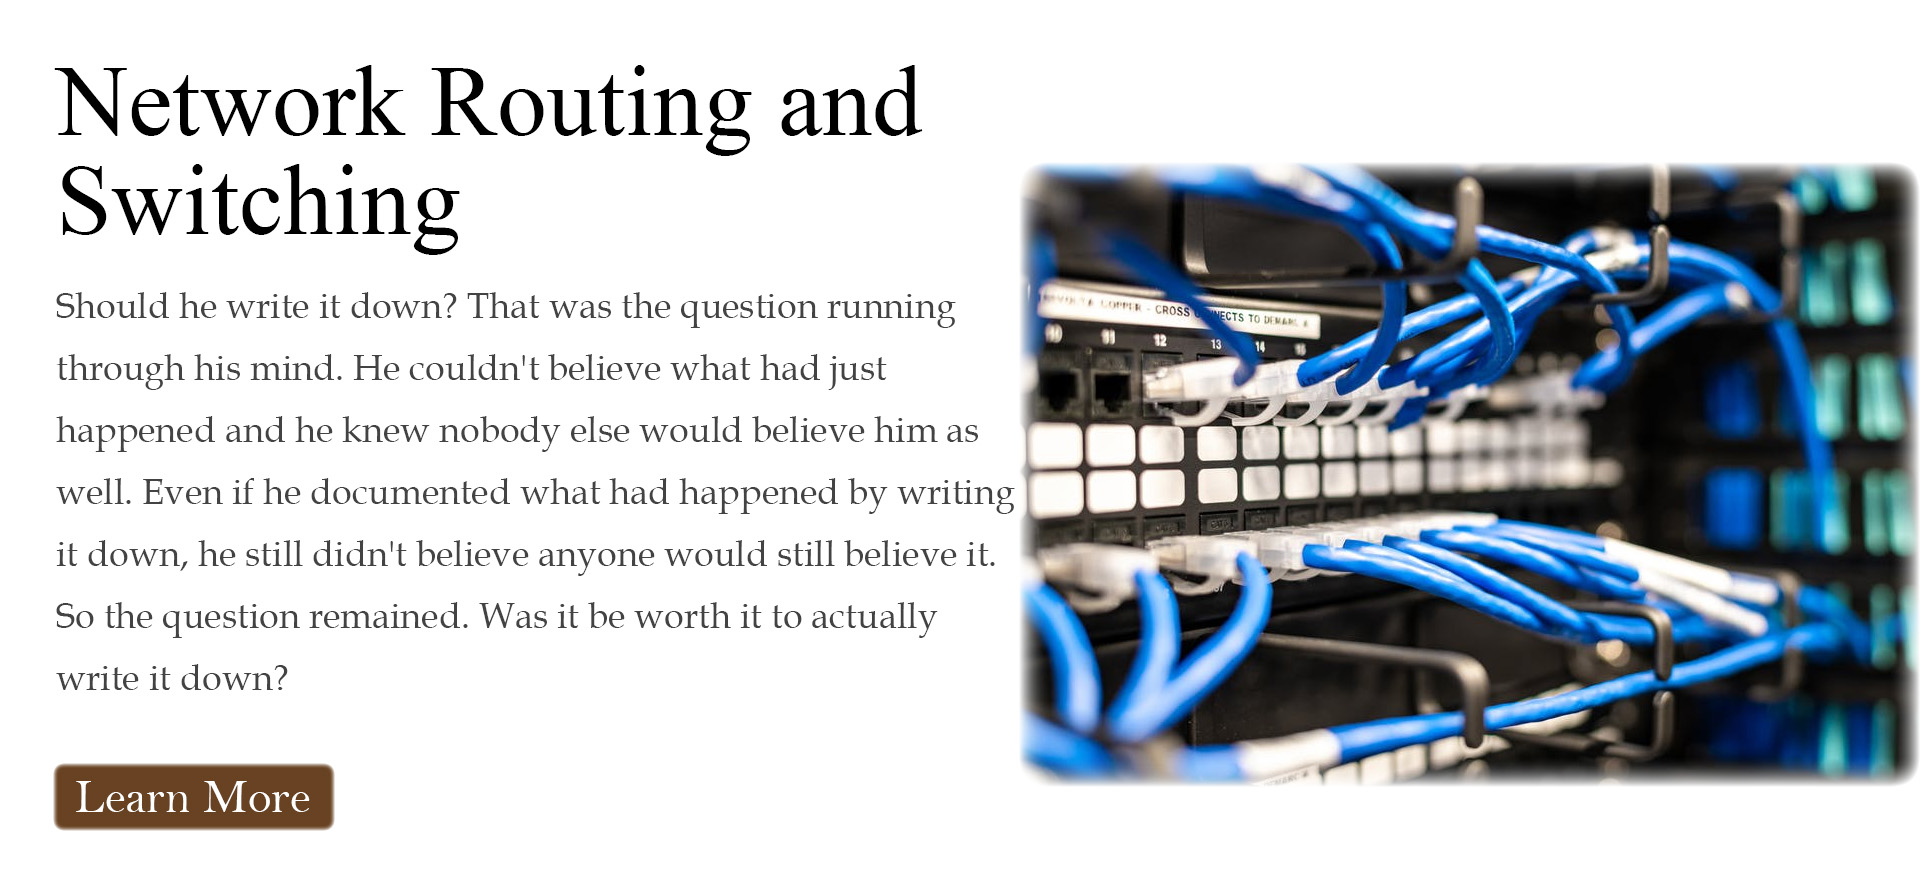 Network Routing and
Switching
Should he write it down? That was the question running
through his mind. He couldn't believe what had just
happened and he knew nobody else would believe him as
well. Even if he documented what had happened by writing
it down, he still didn't believe anyone would still believe it.
So the question remained. Was it be worth it to actually
write it down?
Learn More
COPPER - CROSS CONNECTS TO DEMARC A
10 11 12 13 14 15